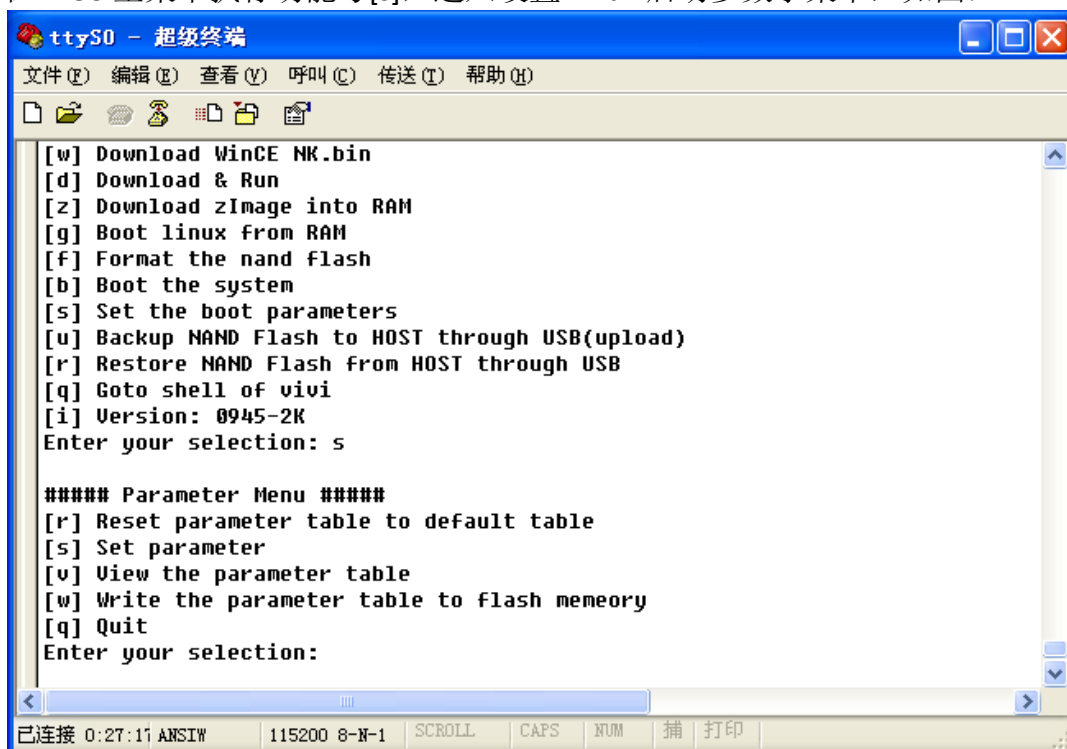 ttyS0 - 超级终端
文件(F) 编辑(E) 查看(V) 呼叫(C) 传送(T) 帮助(H)
[w] Download WinCE NK.bin
[d] Download & Run
[z] Download zImage into RAM
[g] Boot linux from RAM
[f] Format the nand flash
[b] Boot the system
[s] Set the boot parameters
[u] Backup NAND Flash to HOST through USB(upload)
[r] Restore NAND Flash from HOST through USB
[q] Goto shell of vivi
[i] Version: 0945-2K
Enter your selection: s
##### Parameter Menu #####
[r] Reset parameter table to default table
[s] Set parameter
[v] View the parameter table
[w] Write the parameter table to flash memeory
[q] Quit
Enter your selection:
已连接 0:27:17 ANSIW 115200 8-N-1 SCROLL CAPS NUM 捕 打印